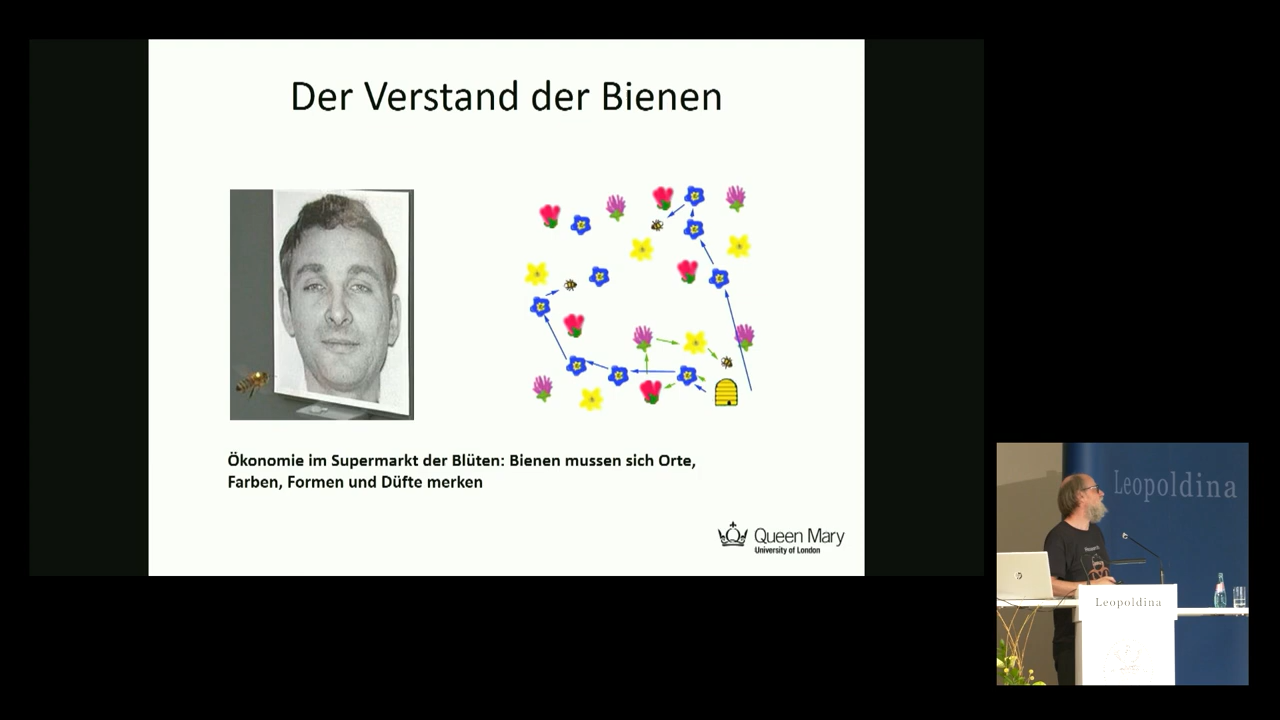 Der Verstand der Bienen
Ökonomie im Supermarkt der Blüten: Bienen mussen sich Orte,
Farben, Formen und Düfte merken
Queen Mary
University of London
Leopoldina
Leopoldina